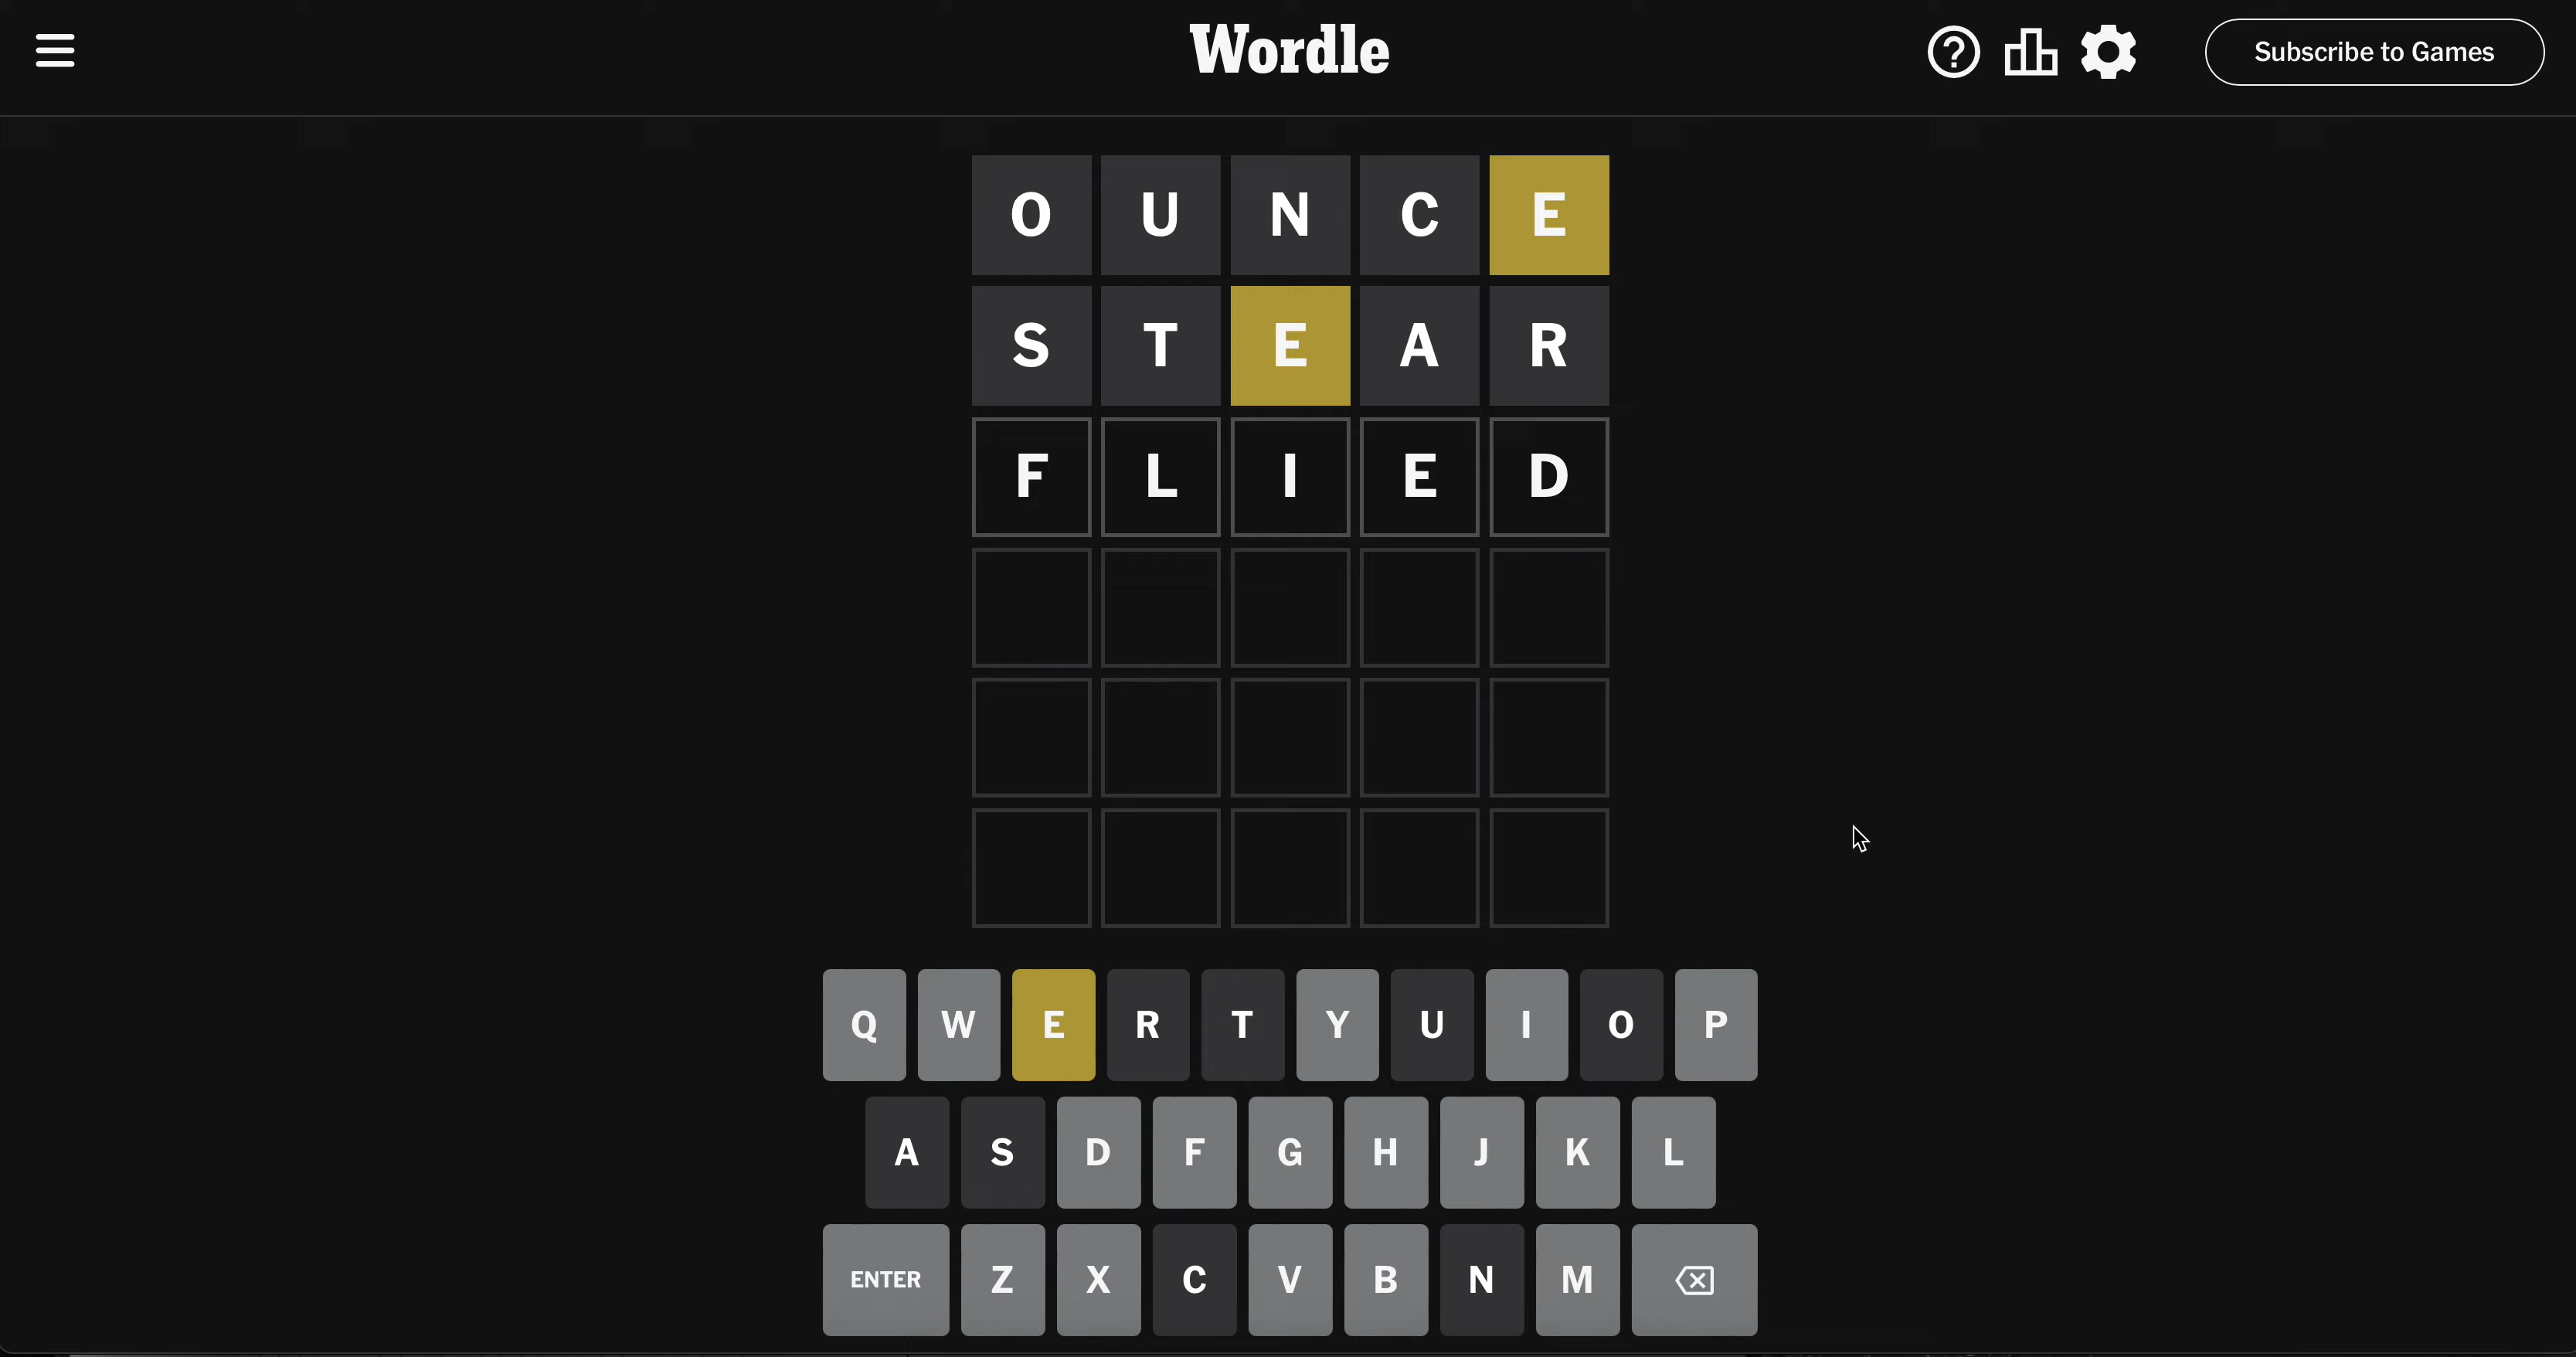 Wordle
Subscribe to Games
O U N C E
S T E A R
F L I E D
Q W E R T Y U I O P
A S D F G H J K L
ENTER Z X C V B N M